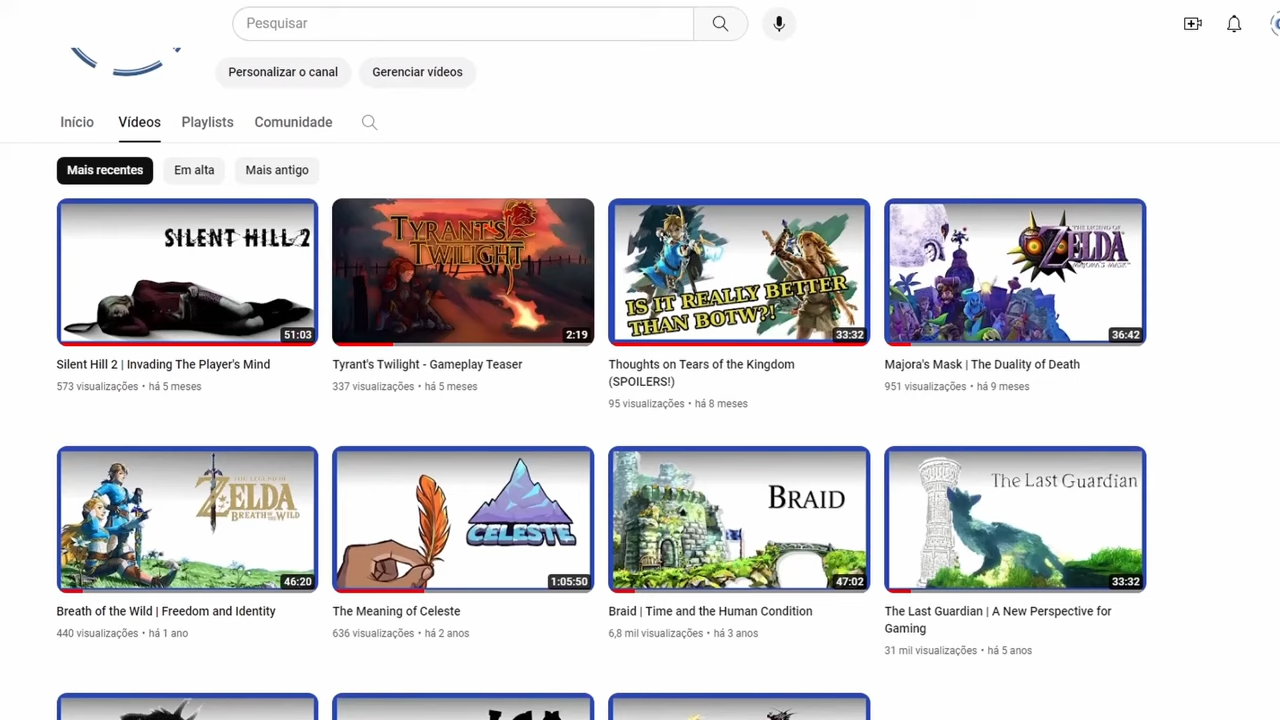 Pesquisar
Personalizar o canal
Gerenciar vídeos
Início
Vídeos
Playlists
Comunidade
Mais recentes
Em alta
Mais antigo
SILENT HILL 2
51:03
TYRANT'S
TWILIGHT
2:19
IS IT REALLY BETTER
THAN BOTW?!
33:32
THE LEGEND OF
ZELDA
MAJORA'S MASK
36:42
Silent Hill 2 | Invading The Player's Mind
573 visualizações • há 5 meses
Tyrant's Twilight - Gameplay Teaser
337 visualizações • há 5 meses
Thoughts on Tears of the Kingdom
(SPOILERS!)
95 visualizações • há 8 meses
Majora's Mask | The Duality of Death
951 visualizações • há 9 meses
THE LEGEND OF
ZELDA
BREATH OF THE WILD
46:20
CELESTE
1:05:50
BRAID
47:02
The Last Guardian
33:32
Breath of the Wild | Freedom and Identity
440 visualizações • há 1 ano
The Meaning of Celeste
636 visualizações • há 2 anos
Braid | Time and the Human Condition
6,8 mil visualizações • há 3 anos
The Last Guardian | A New Perspective for
Gaming
31 mil visualizações • há 5 anos